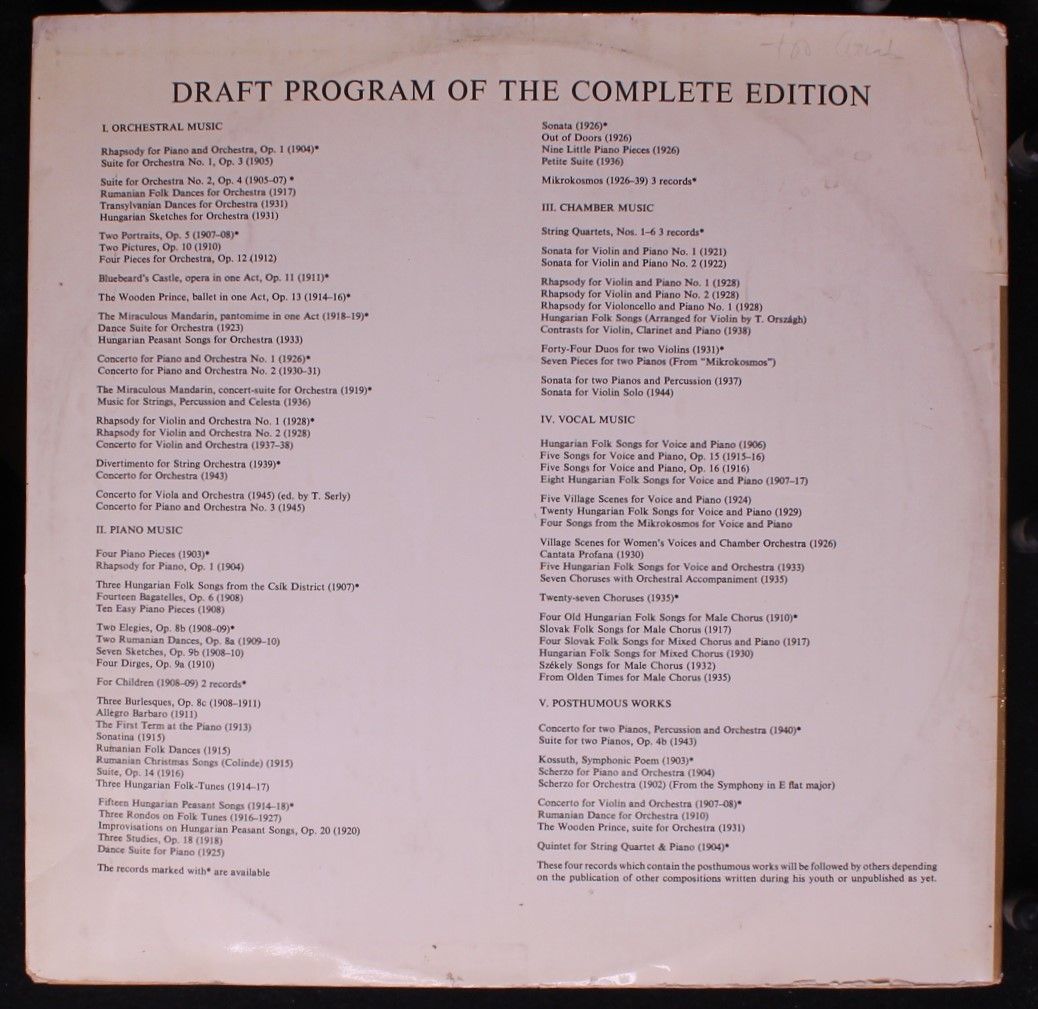 DRAFT PROGRAM OF THE COMPLETE EDITION
I. ORCHESTRAL MUSIC
Rhapsody for Piano and Orchestra, Op. 1 (1904)*
Suite for Orchestra No. 1, Op. 3 (1905)
Suite for Orchestra No. 2, Op. 4 (1905-07) *
Rumanian Folk Dances for Orchestra (1917)
Transylvanian Dances for Orchestra (1931)
Hungarian Sketches for Orchestra (1931)
Two Portraits, Op. 5 (1907-08)*
Two Pictures, Op. 10 (1910)
Four Pieces for Orchestra, Op. 12 (1912)
Bluebeard's Castle, opera in one Act, Op. 11 (1911)*
The Wooden Prince, ballet in one Act, Op. 13 (1914-16)*
The Miraculous Mandarin, pantomime in one Act (1918-19)*
Dance Suite for Orchestra (1923)
Hungarian Peasant Songs for Orchestra (1933)
Concerto for Piano and Orchestra No. 1 (1926)*
Concerto for Piano and Orchestra No. 2 (1930-31)
The Miraculous Mandarin, concert-suite for Orchestra (1919)*
Music for Strings, Percussion and Celesta (1936)
Rhapsody for Violin and Orchestra No. 1 (1928)*
Rhapsody for Violin and Orchestra No. 2 (1928)
Concerto for Violin and Orchestra (1937-38)
Divertimento for String Orchestra (1939)*
Concerto for Orchestra (1943)
Concerto for Viola and Orchestra (1945) (ed. by T. Serly)
Concerto for Piano and Orchestra No. 3 (1945)
II. PIANO MUSIC
Four Piano Pieces (1903)*
Rhapsody for Piano, Op. 1 (1904)
Three Hungarian Folk Songs from the Csík District (1907)*
Fourteen Bagatelles, Op. 6 (1908)
Ten Easy Piano Pieces (1908)
Two Elegies, Op. 8b (1908-09)*
Two Rumanian Dances, Op. 8a (1909-10)
Seven Sketches, Op. 9b (1908-10)
Four Dirges, Op. 9a (1910)
For Children (1908-09) 2 records*
Three Burlesques, Op. 8c (1908-1911)
Allegro Barbaro (1911)
The First Term at the Piano (1913)
Sonatina (1915)
Rumanian Folk Dances (1915)
Rumanian Christmas Songs (Colinde) (1915)
Suite, Op. 14 (1916)
Three Hungarian Folk-Tunes (1914-17)
Fifteen Hungarian Peasant Songs (1914-18)*
Three Rondos on Folk Tunes (1916-1927)
Improvisations on Hungarian Peasant Songs, Op. 20 (1920)
Three Studies, Op. 18 (1918)
Dance Suite for Piano (1925)
The records marked with* are available
Sonata (1926)*
Out of Doors (1926)
Nine Little Piano Pieces (1926)
Petite Suite (1936)
Mikrokosmos (1926-39) 3 records*
III. CHAMBER MUSIC
String Quartets, Nos. 1-6 3 records*
Sonata for Violin and Piano No. 1 (1921)
Sonata for Violin and Piano No. 2 (1922)
Rhapsody for Violin and Piano No. 1 (1928)
Rhapsody for Violin and Piano No. 2 (1928)
Rhapsody for Violoncello and Piano No. 1 (1928)
Hungarian Folk Songs (Arranged for Violin by T. Országh)
Contrasts for Violin, Clarinet and Piano (1938)
Forty-Four Duos for two Violins (1931)*
Seven Pieces for two Pianos (From "Mikrokosmos")
Sonata for two Pianos and Percussion (1937)
Sonata for Violin Solo (1944)
IV. VOCAL MUSIC
Hungarian Folk Songs for Voice and Piano (1906)
Five Songs for Voice and Piano, Op. 15 (1915-16)
Five Songs for Voice and Piano, Op. 16 (1916)
Eight Hungarian Folk Songs for Voice and Piano (1907-17)
Five Village Scenes for Voice and Piano (1924)
Twenty Hungarian Folk Songs for Voice and Piano (1929)
Four Songs from the Mikrokosmos for Voice and Piano
Village Scenes for Women's Voices and Chamber Orchestra (1926)
Cantata Profana (1930)
Five Hungarian Folk Songs for Voice and Orchestra (1933)
Seven Choruses with Orchestral Accompaniment (1935)
Twenty-seven Choruses (1935)*
Four Old Hungarian Folk Songs for Male Chorus (1910)*
Slovak Folk Songs for Male Chorus (1917)
Four Slovak Folk Songs for Mixed Chorus and Piano (1917)
Hungarian Folk Songs for Mixed Chorus (1930)
Székely Songs for Male Chorus (1932)
From Olden Times for Male Chorus (1935)
V. POSTHUMOUS WORKS
Concerto for two Pianos, Percussion and Orchestra (1940)*
Suite for two Pianos, Op. 4b (1943)
Kossuth, Symphonic Poem (1903)*
Scherzo for Piano and Orchestra (1904)
Scherzo for Orchestra (1902) (From the Symphony in E flat major)
Concerto for Violin and Orchestra (1907-08)*
Rumanian Dance for Orchestra (1910)
The Wooden Prince, suite for Orchestra (1931)
Quintet for String Quartet & Piano (1904)*
These four records which contain the posthumous works will be followed by others depending
on the publication of other compositions written during his youth or unpublished as yet.